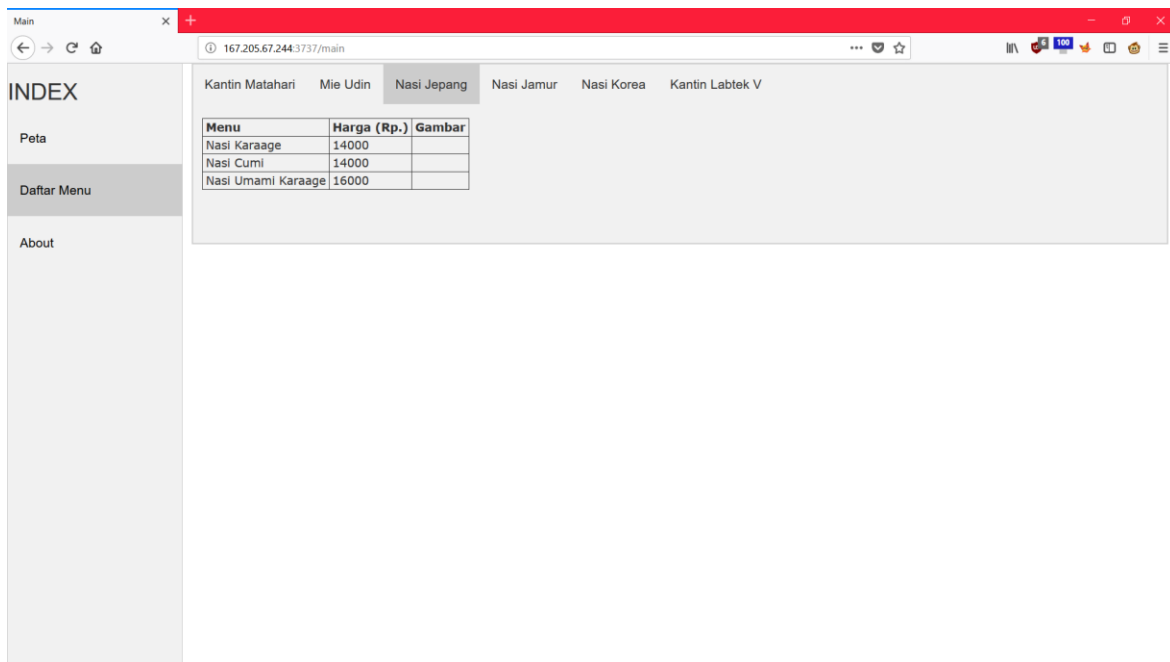 Main
167.205.67.244:3737/main
100
6
INDEX
Peta
Daftar Menu
About
Kantin Matahari Mie Udin Nasi Jepang Nasi Jamur Nasi Korea Kantin Labtek V
Menu Harga (Rp.) Gambar
Nasi Karaage 14000
Nasi Cumi 14000
Nasi Umami Karaage 16000